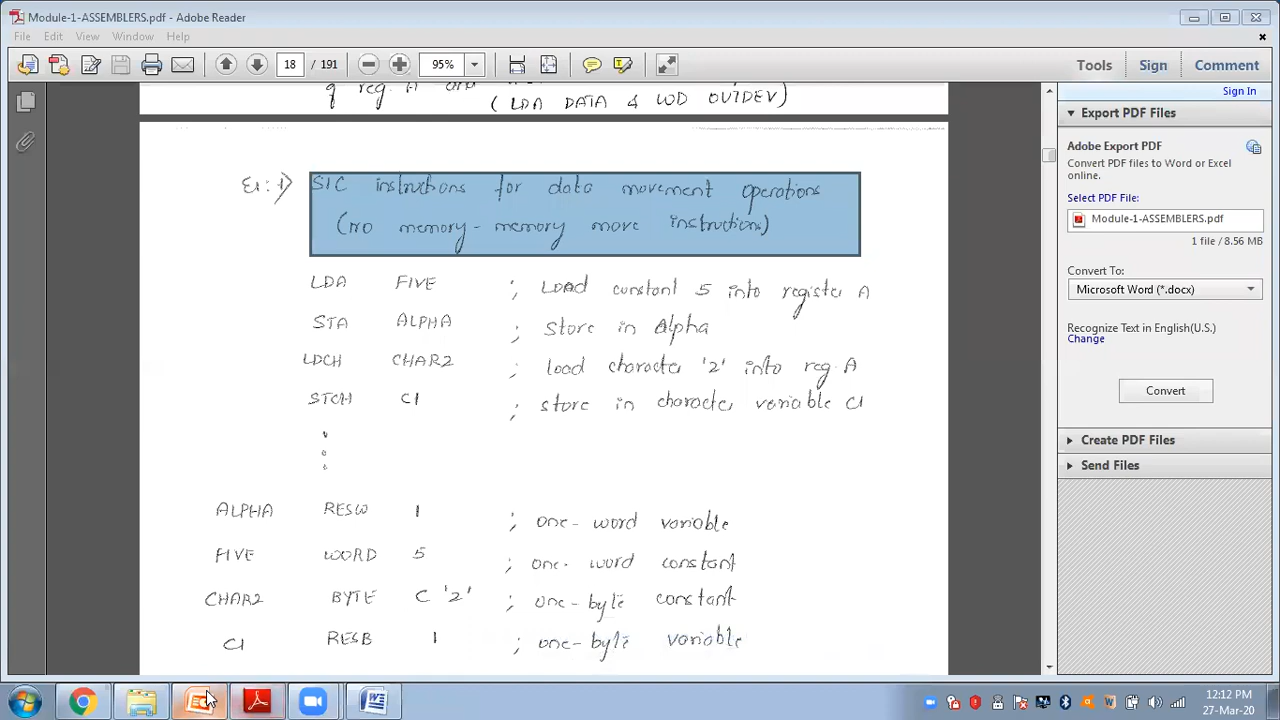 Module-1-ASSEMBLERS.pdf - Adobe Reader
File Edit View Window Help
18 / 191 95% Tools Sign Comment
Sign In
Export PDF Files
Adobe Export PDF
Convert PDF files to Word or Excel
online.
Select PDF File:
Module-1-ASSEMBLERS.pdf
1 file / 8.56 MB
Convert To:
Microsoft Word (*.docx)
Recognize Text in English(U.S.)
Change
Convert
Create PDF Files
Send Files
(LDA DATA & WD OUTDEV)
Ex: 1) SIC instructions for data movement operations
(no memory - memory move instructions)
LDA FIVE ; Load constant 5 into register A
STA ALPHA ; store in Alpha
LDCH CHAR2 ; load character '2' into reg. A
STCH C1 ; store in character variable C1
ALPHA RESW 1 ; one-word variable
FIVE WORD 5 ; one-word constant
CHAR2 BYTE C '2' ; one-byte constant
C1 RESB 1 ; one-byte variable
12:12 PM
27-Mar-20